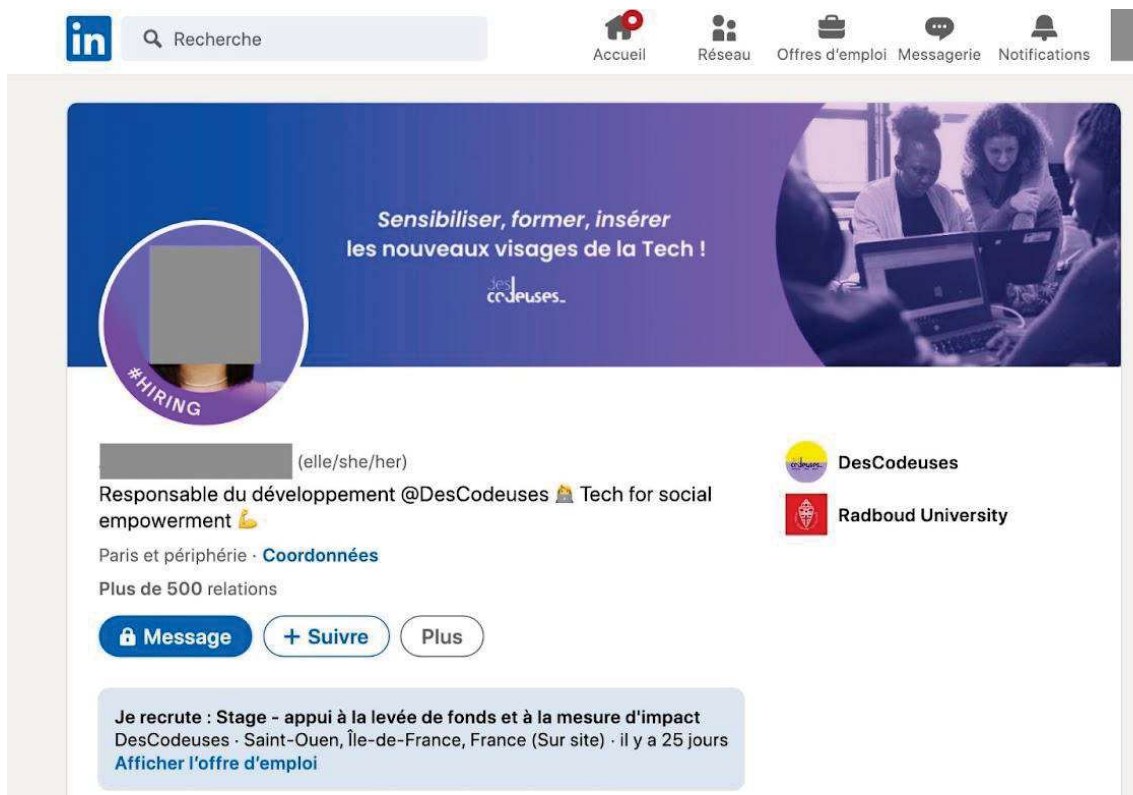 in
Recherche
Accueil
Réseau
Offres d'emploi
Messagerie
Notifications
Sensibiliser, former, insérer
les nouveaux visages de la Tech !
des
codeuses_
#HIRING
(elle/she/her)
Responsable du développement @DesCodeuses 👩‍💻 Tech for social
empowerment 💪
Paris et périphérie · Coordonnées
Plus de 500 relations
Message
+ Suivre
Plus
DesCodeuses
Radboud University
Je recrute : Stage - appui à la levée de fonds et à la mesure d'impact
DesCodeuses · Saint-Ouen, Île-de-France, France (Sur site) · il y a 25 jours
Afficher l'offre d'emploi